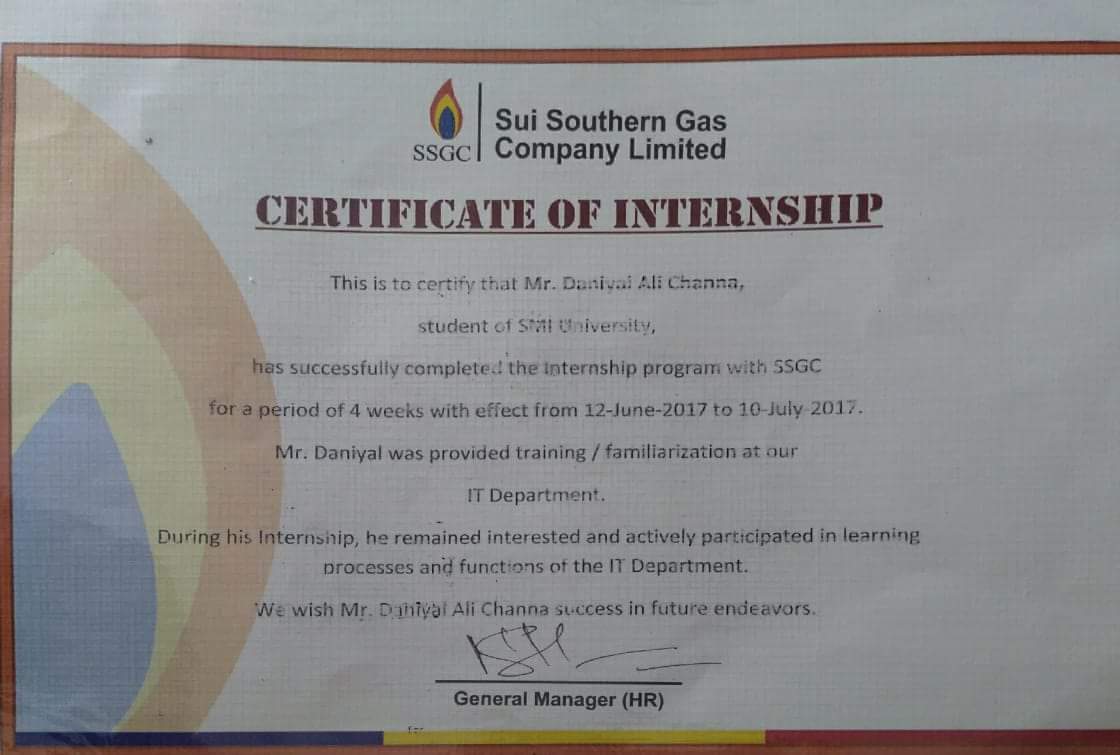 SSGC
Sui Southern Gas
Company Limited
CERTIFICATE OF INTERNSHIP
This is to certify that Mr. Daniyal Ali Channa,
student of SMI University,
has successfully completed the Internship program with SSGC
for a period of 4 weeks with effect from 12-June-2017 to 10-July-2017.
Mr. Daniyal was provided training / familiarization at our
IT Department.
During his Internship, he remained interested and actively participated in learning
processes and functions of the IT Department.
We wish Mr. Daniyal Ali Channa success in future endeavors.
General Manager (HR)